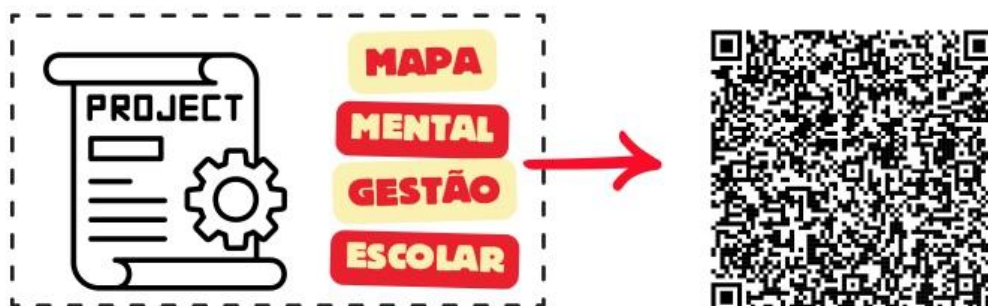 PROJECT
MAPA
MENTAL
GESTÃO
ESCOLAR